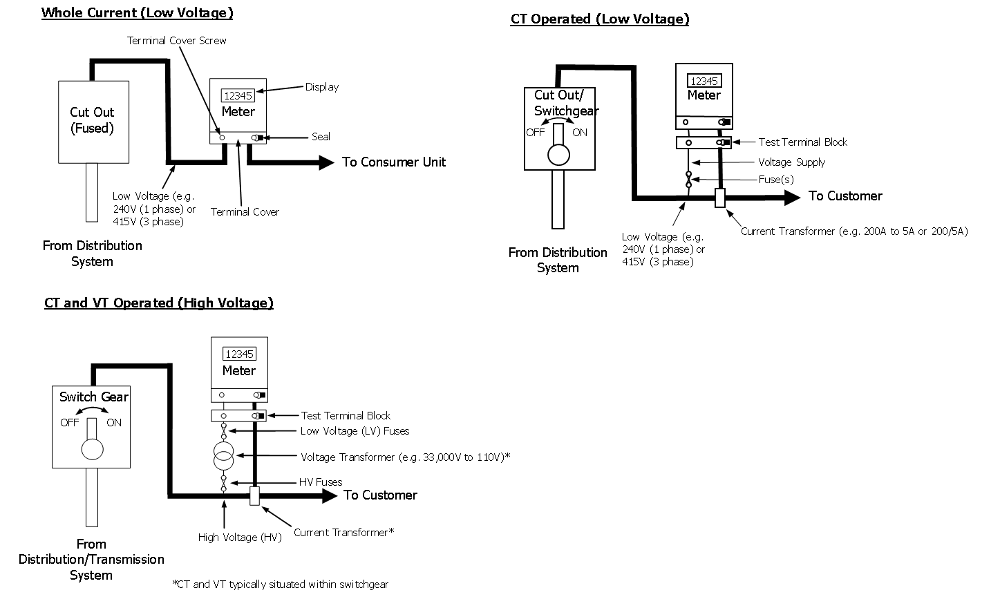 Whole Current (Low Voltage)
Terminal Cover Screw
Cut Out
(Fused)
12345
Meter
Display
Seal
To Consumer Unit
Low Voltage (e.g.
240V (1 phase) or
415V (3 phase)
Terminal Cover
From Distribution
System
CT Operated (Low Voltage)
Cut Out/
Switchgear
OFF
ON
12345
Meter
Test Terminal Block
Voltage Supply
Fuse(s)
To Customer
Current Transformer (e.g. 200A to 5A or 200/5A)
Low Voltage (e.g.
240V (1 phase) or
415V (3 phase)
From Distribution
System
CT and VT Operated (High Voltage)
Switch Gear
OFF
ON
12345
Meter
Test Terminal Block
Low Voltage (LV) Fuses
Voltage Transformer (e.g. 33,000V to 110V)*
HV Fuses
To Customer
High Voltage (HV)
Current Transformer*
From
Distribution/Transmission
System
*CT and VT typically situated within switchgear